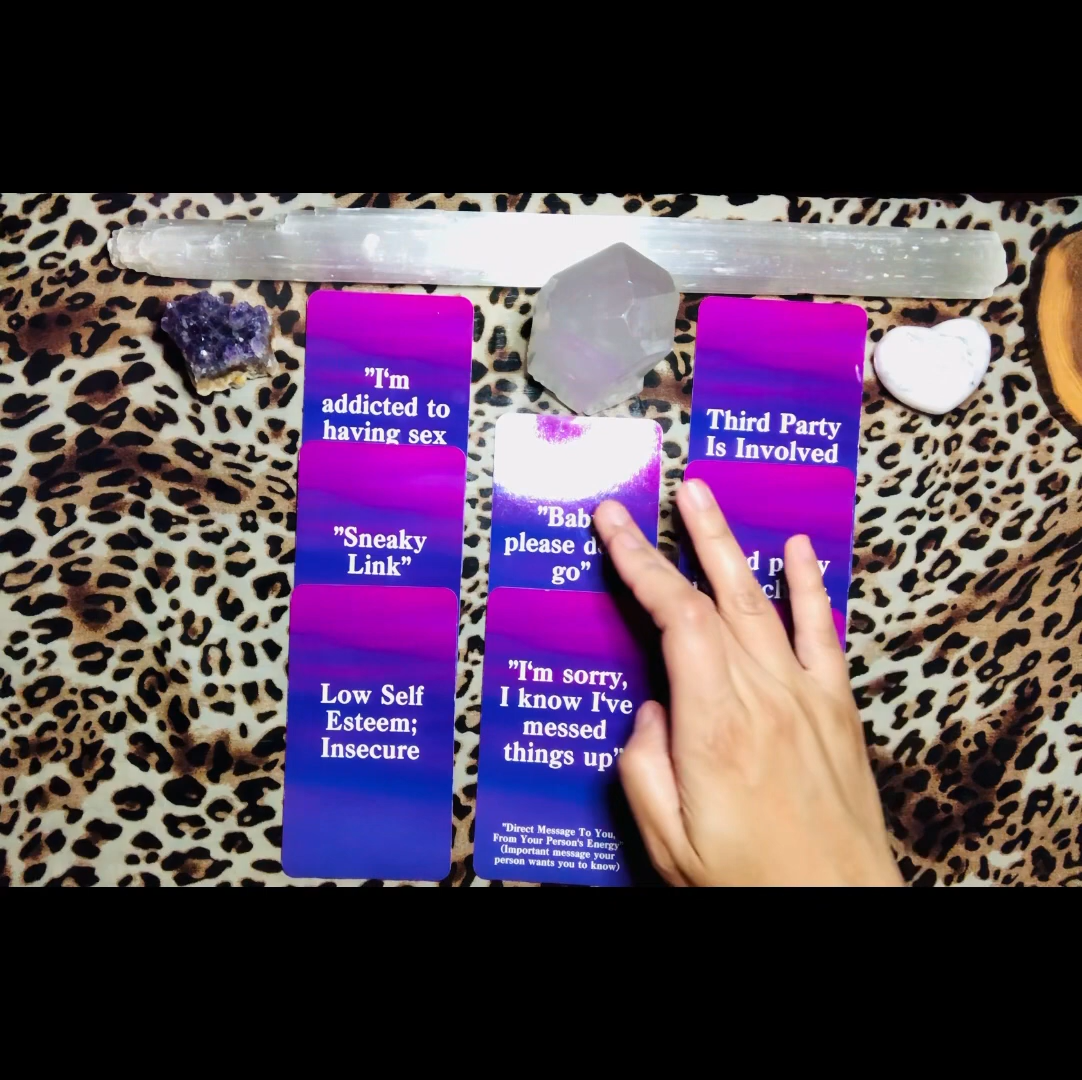 "I'm
addicted to
having sex
"Sneaky
Link"
Low Self
Esteem;
Insecure
please
go"
"I'm sorry,
I know I've
messed
things up"
"Direct Message To You,
From Your Person's Energy"
(Important message your
person wants you to know)
Third Party
Is Involved